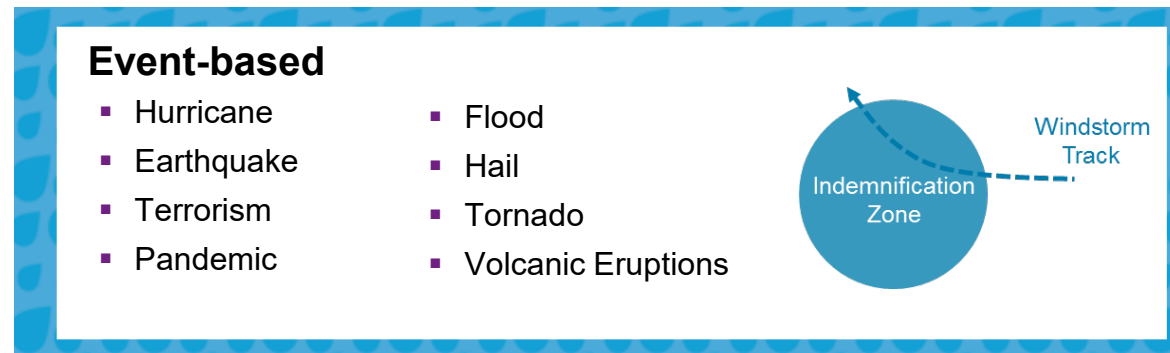 Event-based
▪ Hurricane
▪ Earthquake
▪ Terrorism
▪ Pandemic
▪ Flood
▪ Hail
▪ Tornado
▪ Volcanic Eruptions
Indemnification
Zone
Windstorm
Track